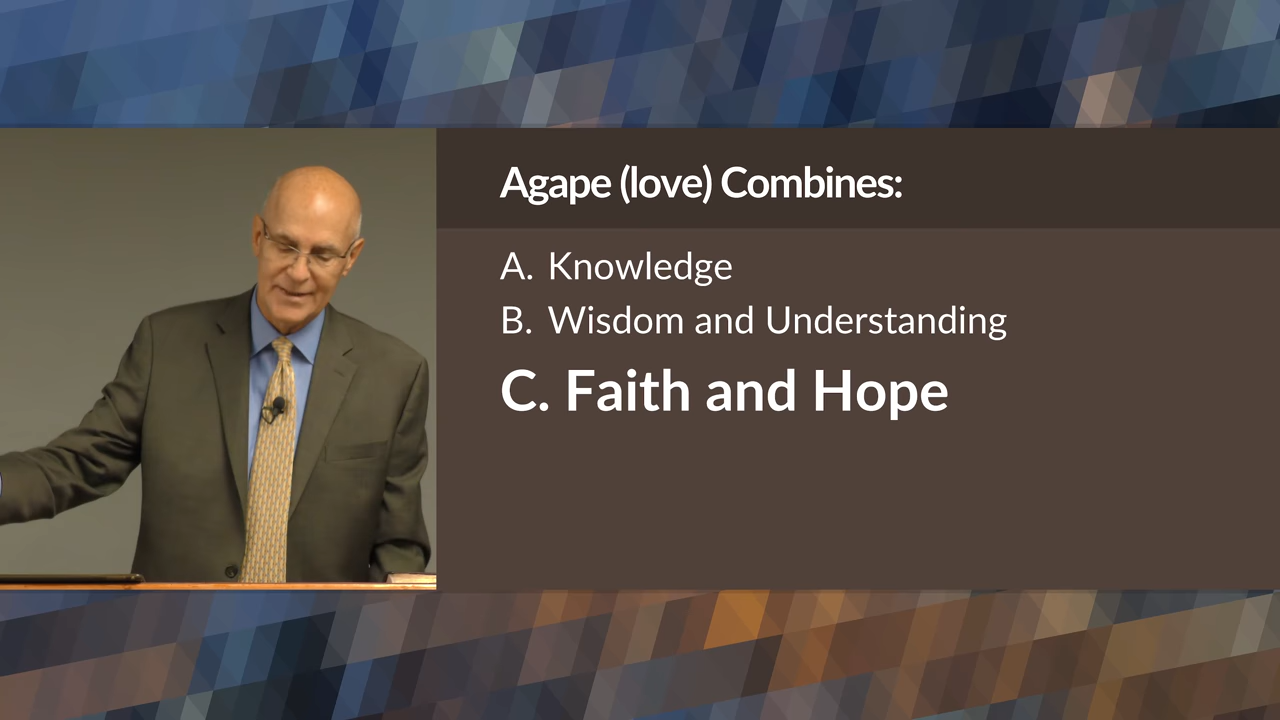 Agape (love) Combines:
A. Knowledge
B. Wisdom and Understanding
C. Faith and Hope